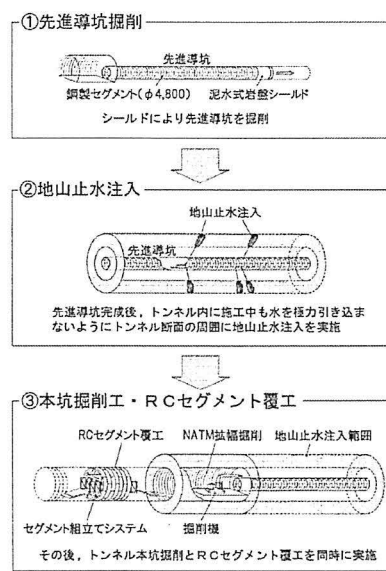 ①先進導坑掘削
先進導坑
鋼製セグメント(φ4,800)　泥水式岩盤シールド
シールドにより先進導坑を掘削
②地山止水注入
地山止水注入
先進導坑
先進導坑完成後，トンネル内に施工中も水を極力引き込ま
ないようにトンネル断面の周囲に地山止水注入を実施
③本坑掘削工・RCセグメント覆工
RCセグメント覆工　NATM拡幅掘削　地山止水注入範囲
セグメント組立てシステム　掘削機
その後，トンネル本坑掘削とRCセグメント覆工を同時に実施